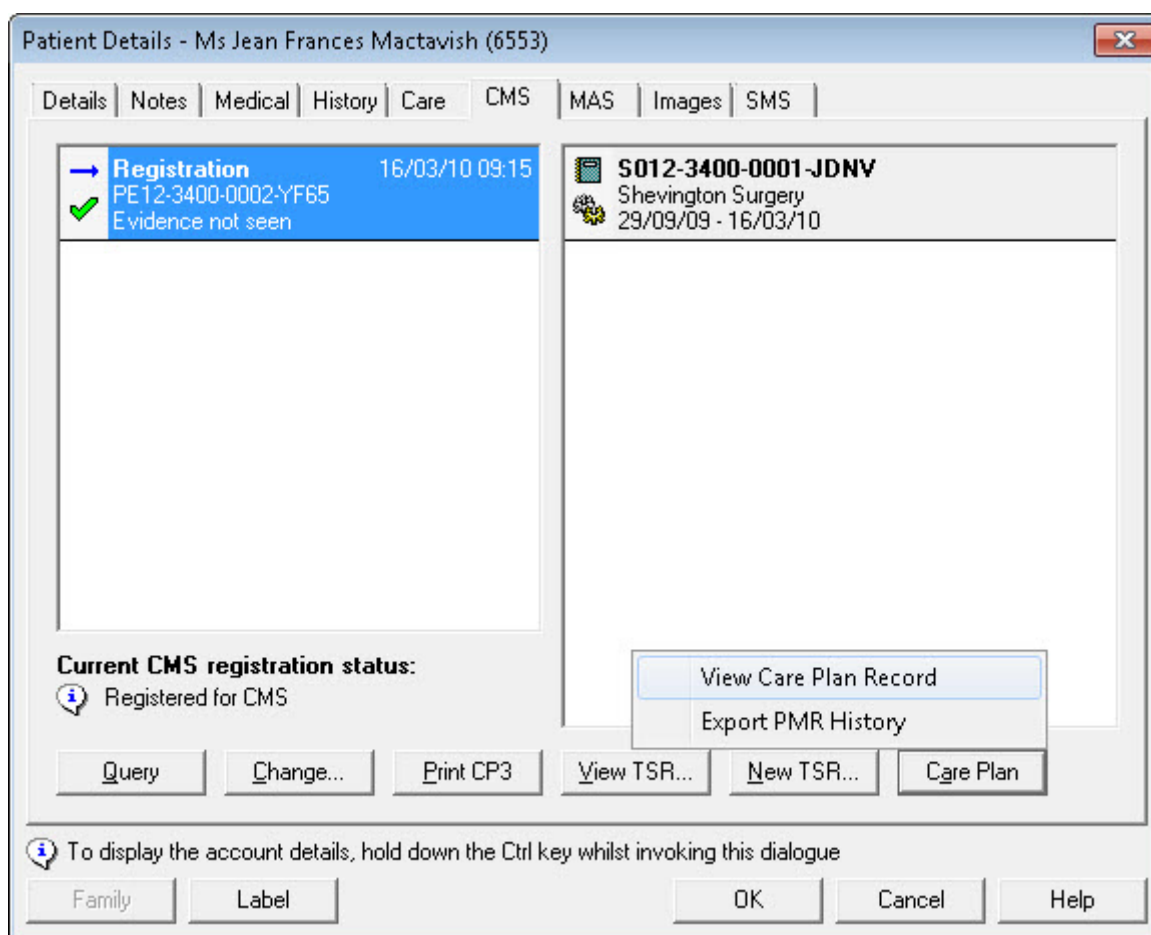 Patient Details - Ms Jean Frances Mactavish (6553)
Details Notes Medical History Care CMS MAS Images SMS
Registration 16/03/10 09:15
PE12-3400-0002-YF65
Evidence not seen
S012-3400-0001-JDNV
Shevington Surgery
29/09/09 - 16/03/10
Current CMS registration status:
Registered for CMS
View Care Plan Record
Export PMR History
Query Change... Print CP3 View TSR... New TSR... Care Plan
To display the account details, hold down the Ctrl key whilst invoking this dialogue
Family Label OK Cancel Help